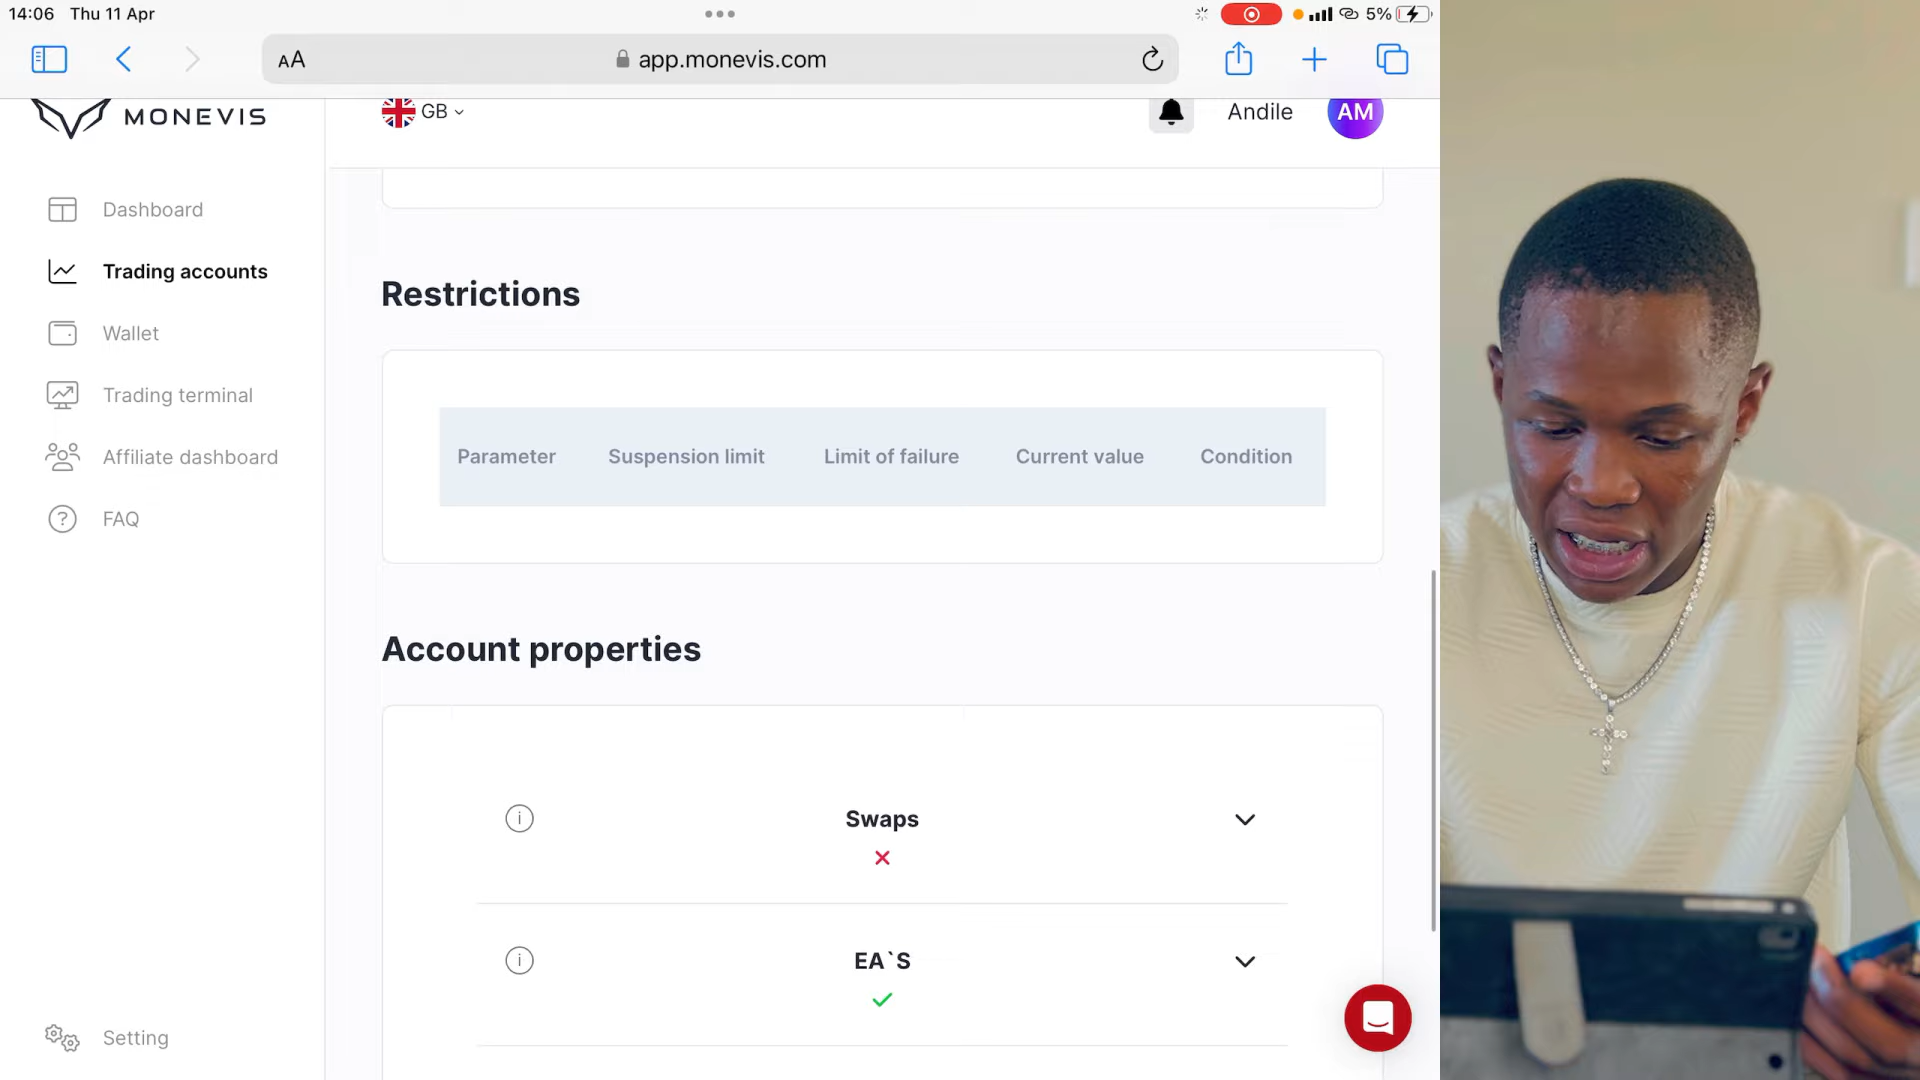 14:06 Thu 11 Apr
5%
AA
app.monevis.com
MONEVIS
GB
Andile
AM
Dashboard
Trading accounts
Wallet
Trading terminal
Affiliate dashboard
FAQ
Setting
Restrictions
Parameter Suspension limit Limit of failure Current value Condition
Account properties
Swaps
EA`S